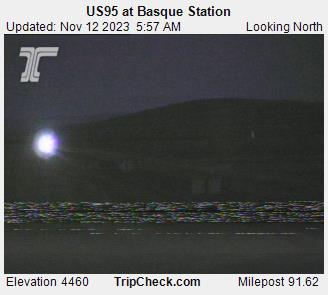 US95 at Basque Station
Updated: Nov 12 2023 5:57 AM Looking North
Elevation 4460 TripCheck.com Milepost 91.62